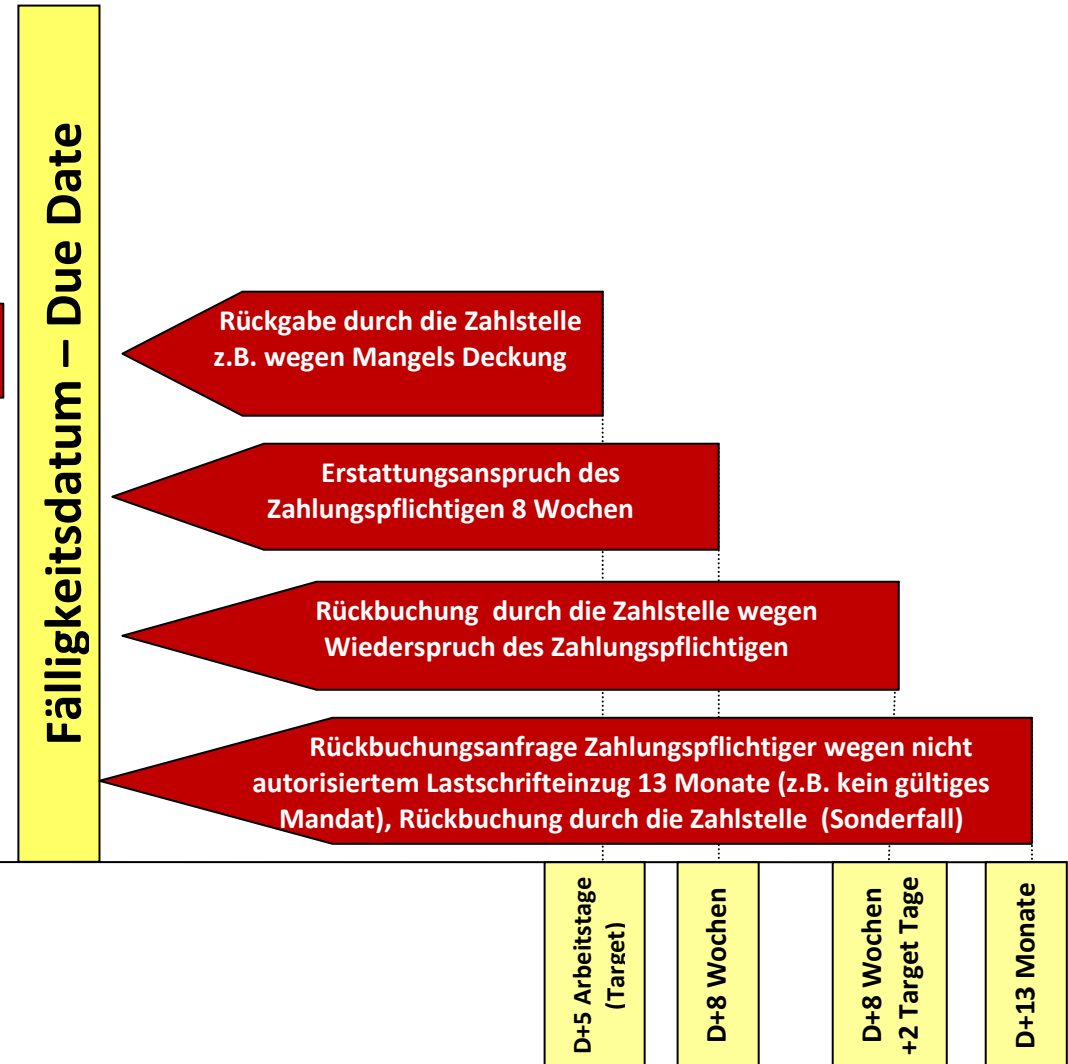 Fälligkeitsdatum – Due Date
Rückgabe durch die Zahlstelle
z.B. wegen Mangels Deckung
Erstattungsanspruch des
Zahlungspflichtigen 8 Wochen
Rückbuchung durch die Zahlstelle wegen
Wiederspruch des Zahlungspflichtigen
Rückbuchungsanfrage Zahlungspflichtiger wegen nicht
autorisiertem Lastschrifteinzug 13 Monate (z.B. kein gültiges
Mandat), Rückbuchung durch die Zahlstelle (Sonderfall)
D+5 Arbeitstage
(Target)
D+8 Wochen
D+8 Wochen
+2 Target Tage
D+13 Monate